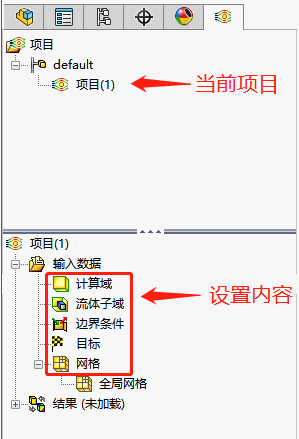 项目
default
项目(1)
当前项目
项目(1)
输入数据
计算域
流体子域
设置内容
边界条件
目标
网格
全局网格
结果 (未加载)